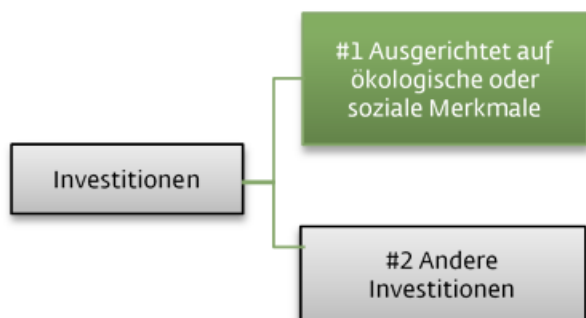 #1 Ausgerichtet auf
ökologische oder
soziale Merkmale
Investitionen
#2 Andere
Investitionen